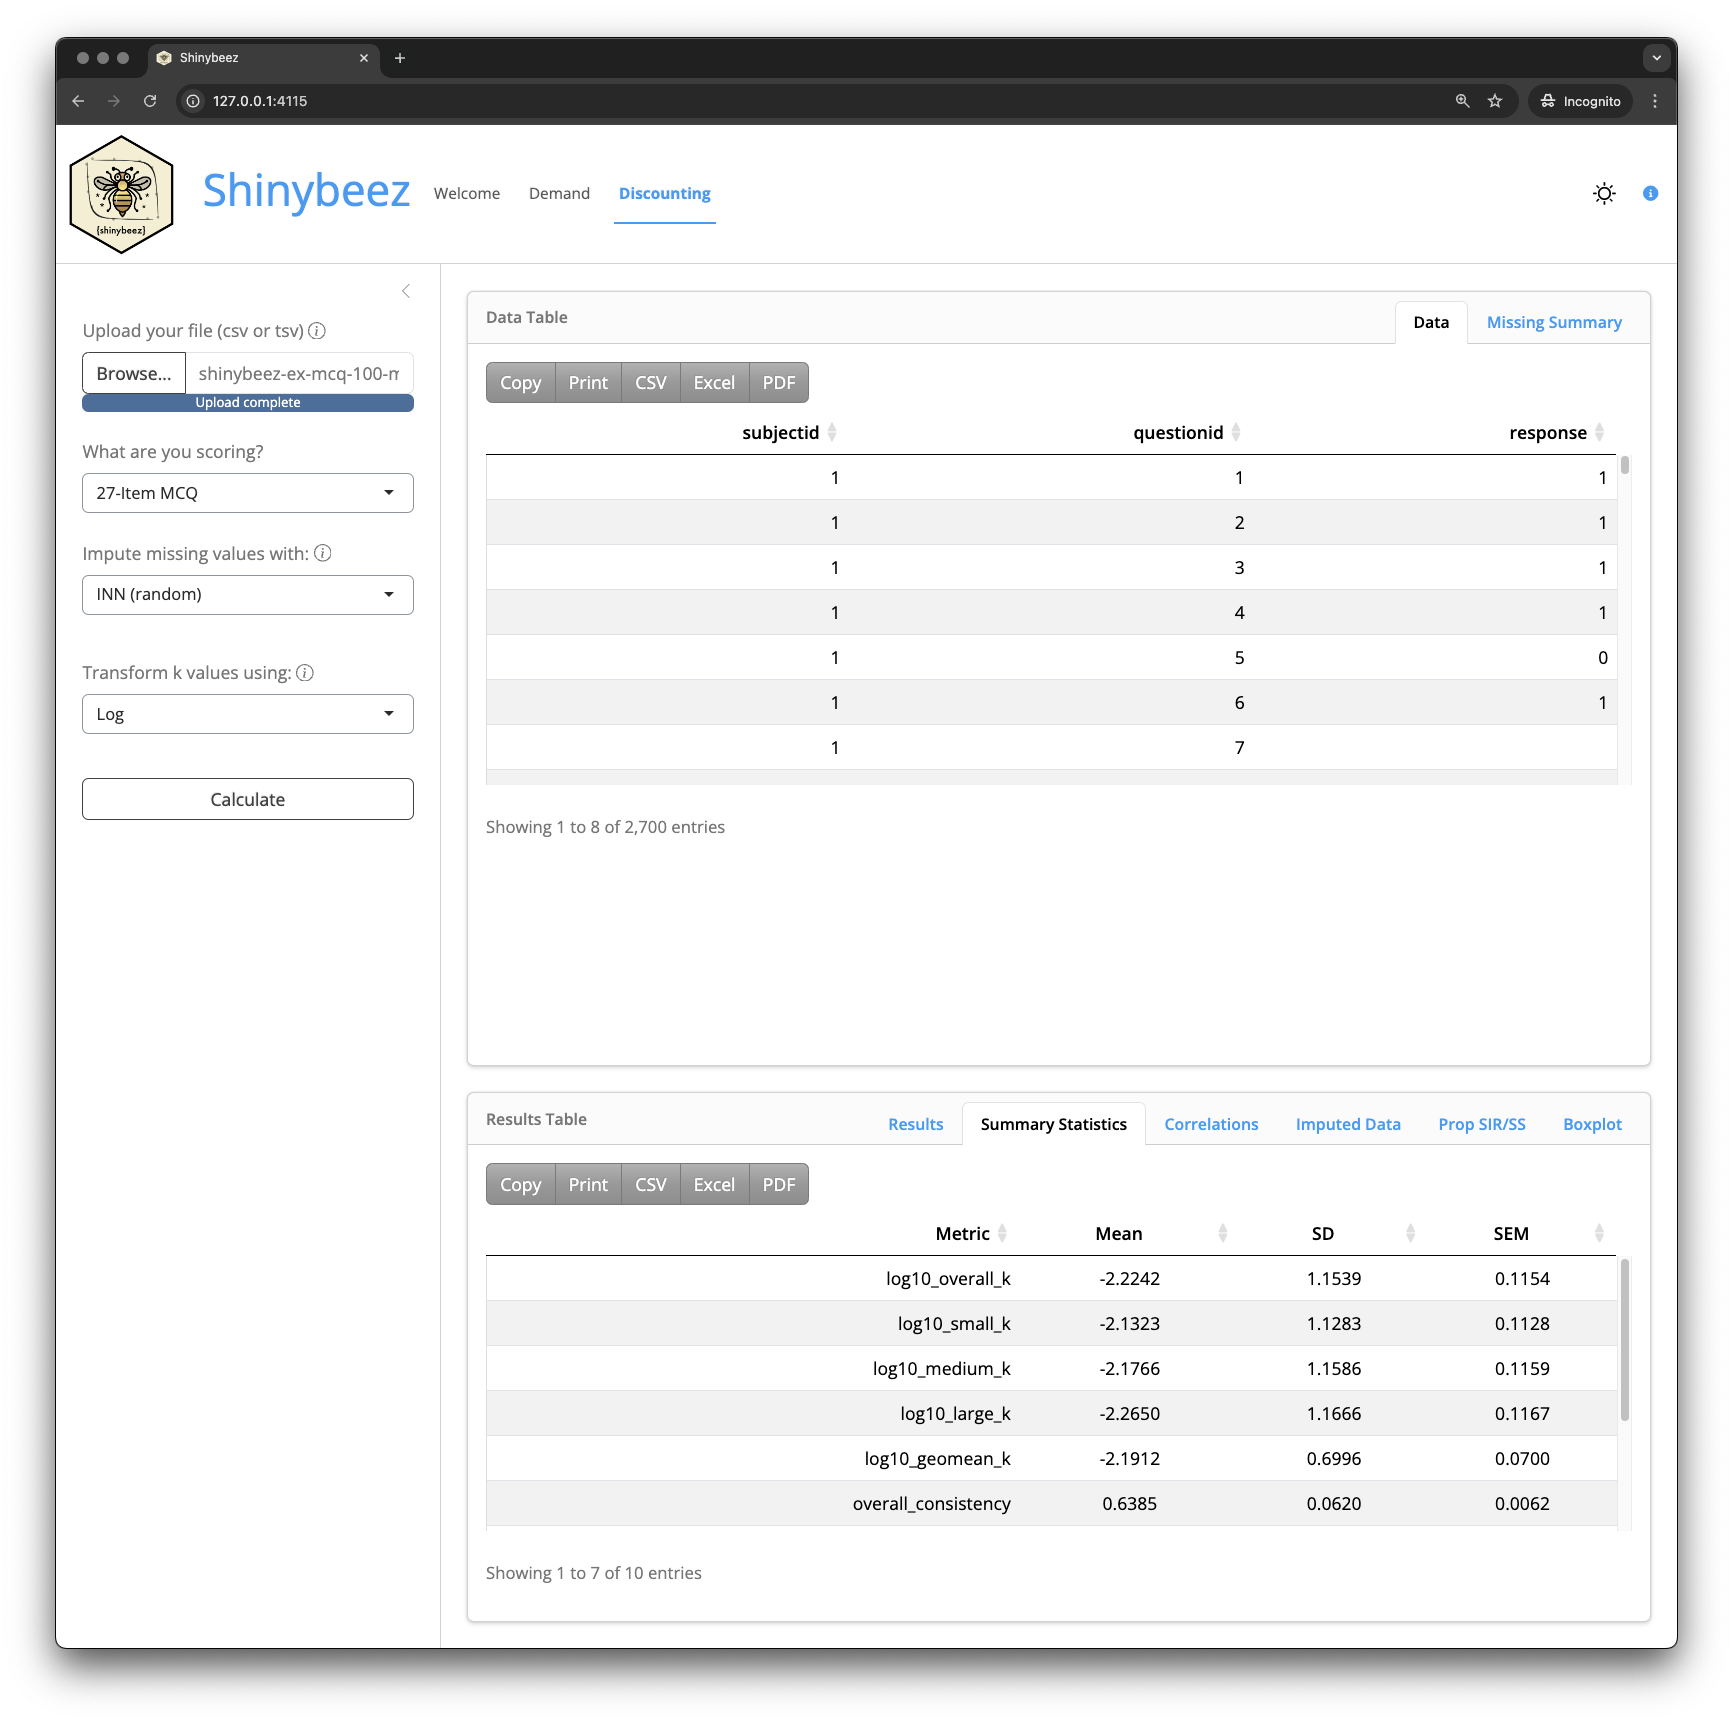 Shinybeez
127.0.0.1:4115
Incognito
{shinybeez}
Shinybeez
Welcome
Demand
Discounting
Upload your file (csv or tsv)
Browse... shinybeez-ex-mcq-100-m
Upload complete
What are you scoring?
27-Item MCQ
Impute missing values with:
INN (random)
Transform k values using:
Log
Calculate
Data Table
Data
Missing Summary
Copy Print CSV Excel PDF
subjectid questionid response
1 1 1
1 2 1
1 3 1
1 4 1
1 5 0
1 6 1
1 7
Showing 1 to 8 of 2,700 entries
Results Table
Results
Summary Statistics
Correlations
Imputed Data
Prop SIR/SS
Boxplot
Copy Print CSV Excel PDF
Metric Mean SD SEM
log10_overall_k -2.2242 1.1539 0.1154
log10_small_k -2.1323 1.1283 0.1128
log10_medium_k -2.1766 1.1586 0.1159
log10_large_k -2.2650 1.1666 0.1167
log10_geomean_k -2.1912 0.6996 0.0700
overall_consistency 0.6385 0.0620 0.0062
Showing 1 to 7 of 10 entries